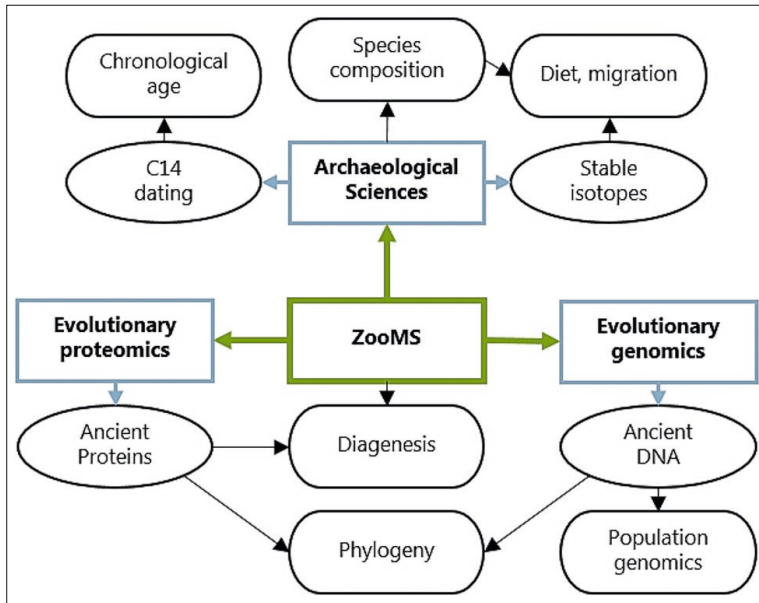 Species
composition
Chronological
age
Diet, migration
C14
dating
Archaeological
Sciences
Stable
isotopes
Evolutionary
proteomics
ZooMS
Evolutionary
genomics
Ancient
Proteins
Diagenesis
Ancient
DNA
Phylogeny
Population
genomics